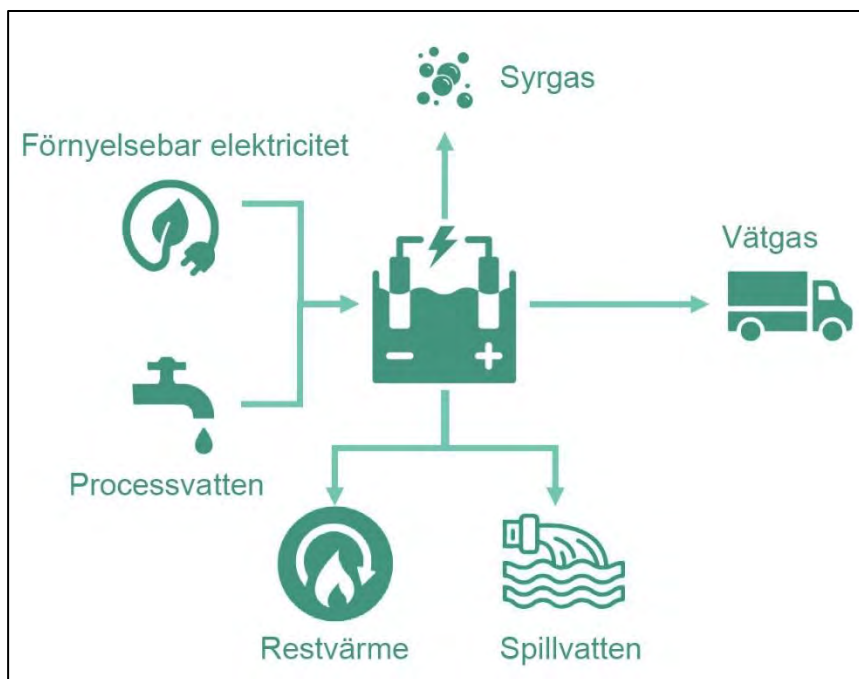 Syrgas
Förnyelsebar elektricitet
Vätgas
Processvatten
Restvärme
Spillvatten